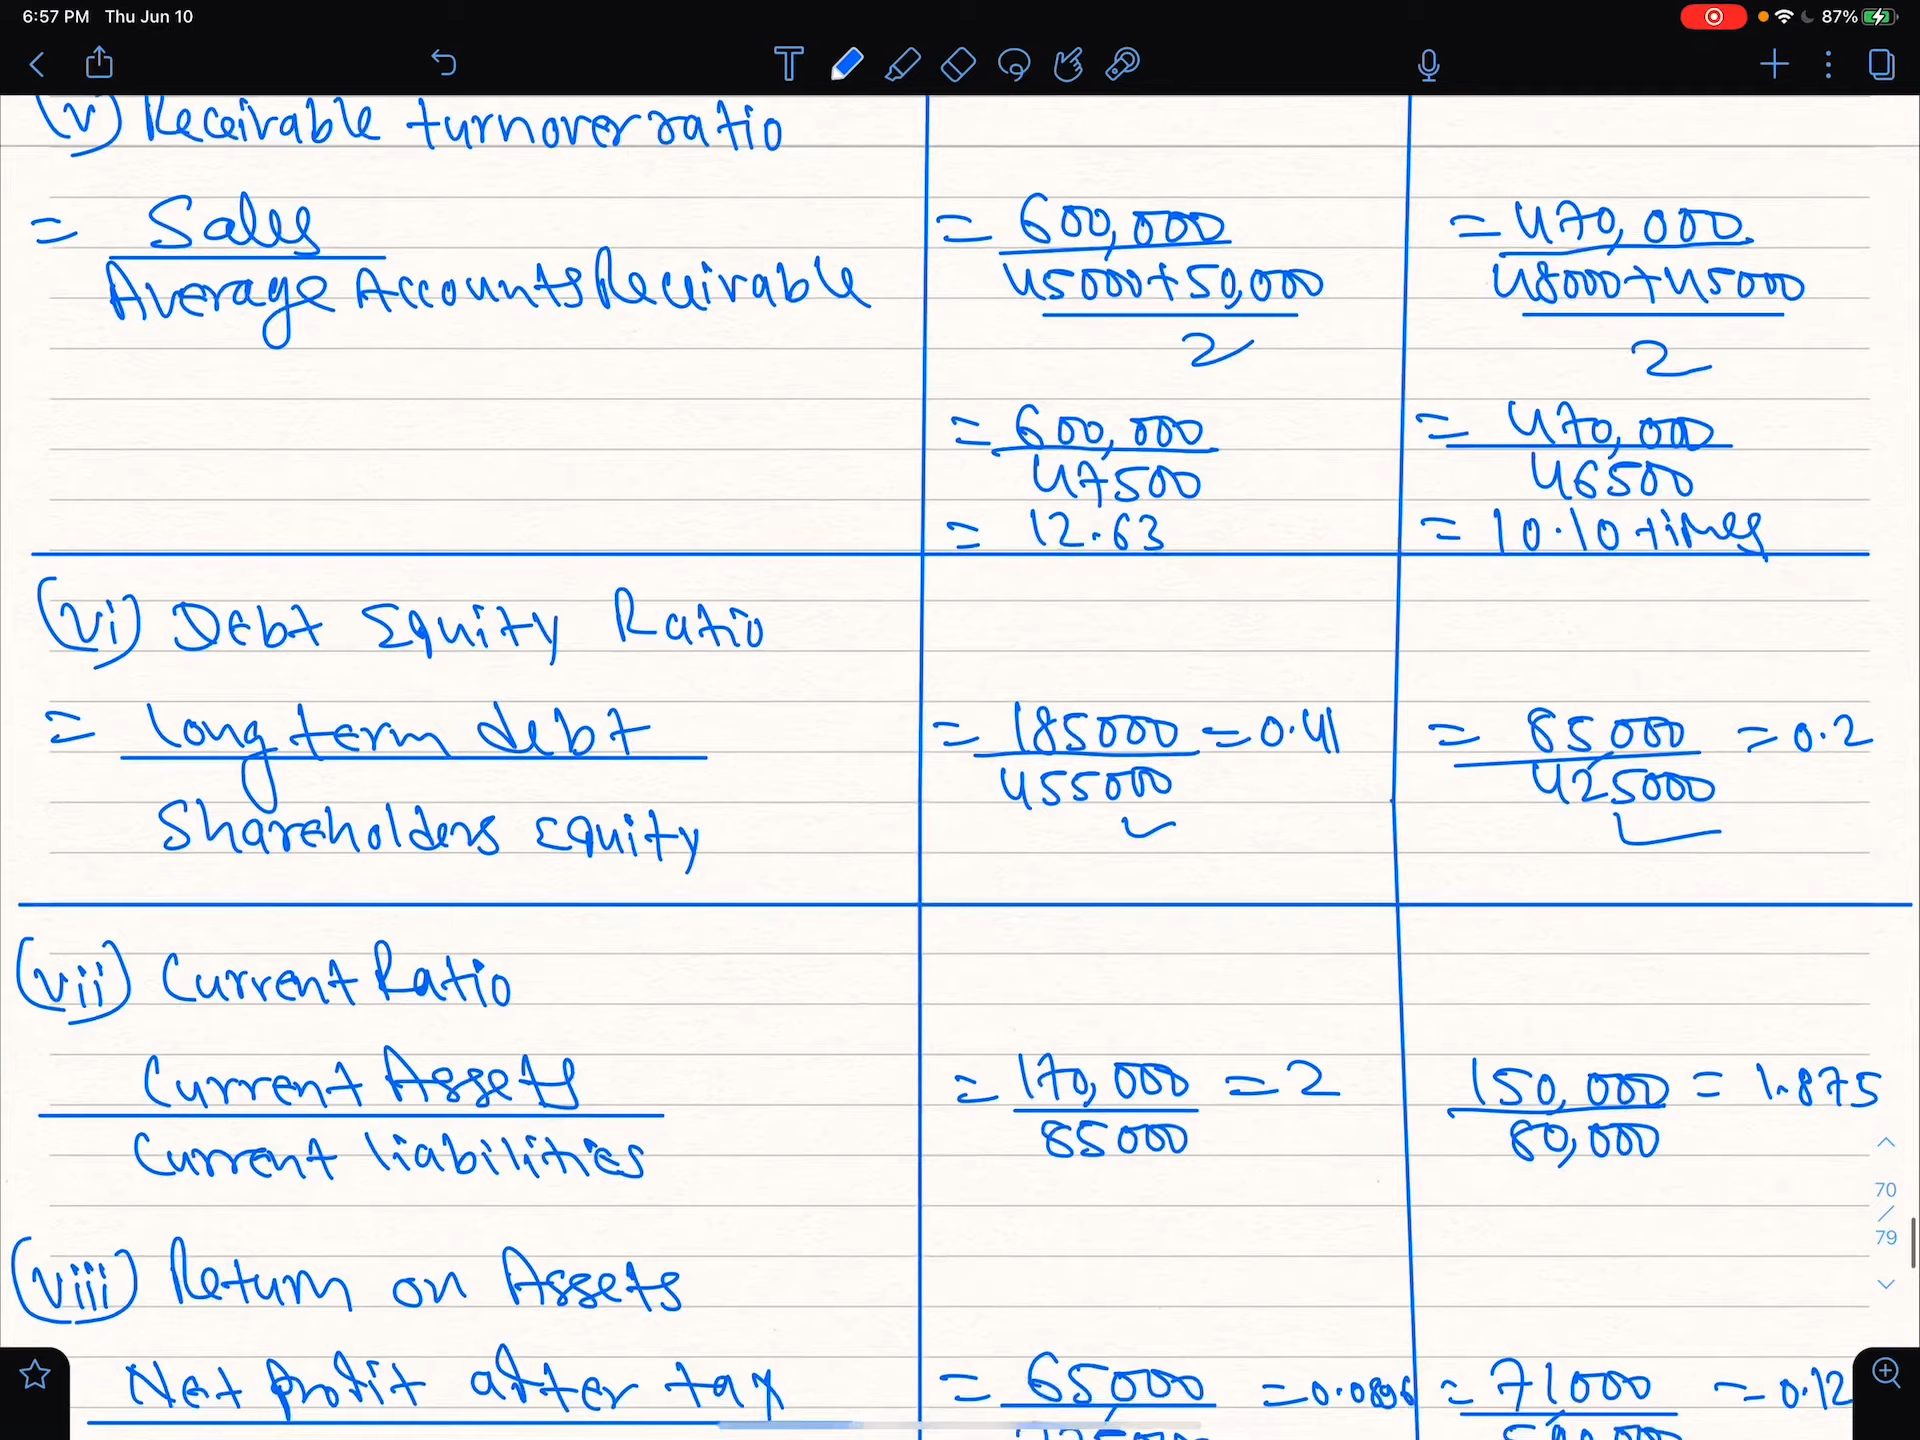 6:57 PM Thu Jun 10
87%
(v) Receivable turnover ratio
= Sales = 600,000 = 470,000
Average Accounts Receivable 45000+50,000 48000+45000
2 2
= 600,000 = 470,000
47500 46500
= 12.63 = 10.10 times
(vi) Debt Equity Ratio
= long term debt = 185000 = 0.41 = 85000 = 0.2
Shareholders Equity 455000 425000
(vii) Current Ratio
Current Assets = 170,000 = 2 150,000 = 1.875
Current liabilities 85000 80,000
70
/
79
(viii) Return on Assets
Net profit after tax = 65000 = 0.0896 = 71000 = 0.12